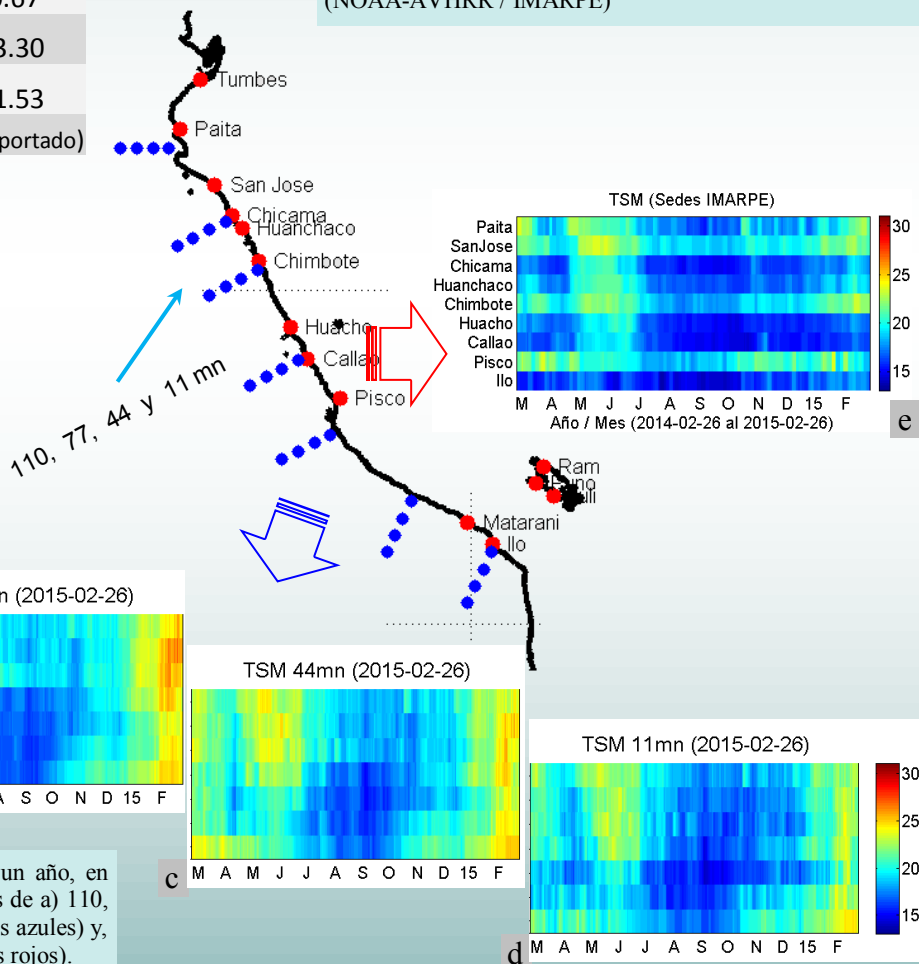 3.30
1.53
portado)
(NOAA-AVHRR / IMARPE)
Tumbes
Paita
San Jose
Chicama
Huanchaco
Chimbote
Huacho
Callao
Pisco
110, 77, 44 y 11 mn
Ram
Matarani
Ilo
TSM (Sedes IMARPE)
Paita
SanJose
Chicama
Huanchaco
Chimbote
Huacho
Callao
Pisco
Ilo
M A M J J A S O N D 15 F
Año / Mes (2014-02-26 al 2015-02-26)
30
25
20
15
e
n (2015-02-26)
A S O N D 15 F
TSM 44mn (2015-02-26)
M A M J J A S O N D 15 F
c
TSM 11mn (2015-02-26)
M A M J J A S O N D 15 F
30
25
20
15
d
un año, en
s de a) 110,
s azules) y,
s rojos).